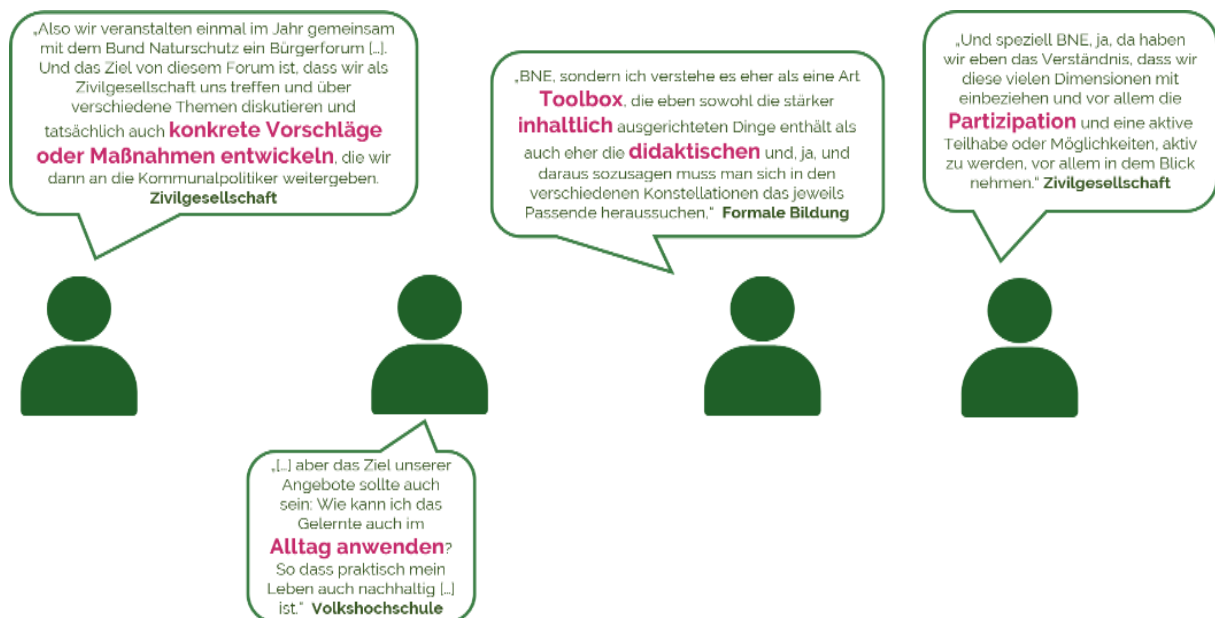 „Also wir veranstalten einmal im Jahr gemeinsam
mit dem Bund Naturschutz ein Bürgerforum […].
Und das Ziel von diesem Forum ist, dass wir als
Zivilgesellschaft uns treffen und über
verschiedene Themen diskutieren und
tatsächlich auch konkrete Vorschläge
oder Maßnahmen entwickeln, die wir
dann an die Kommunalpolitiker weitergeben.
Zivilgesellschaft
„BNE, sondern ich verstehe es eher als eine Art
Toolbox, die eben sowohl die stärker
inhaltlich ausgerichteten Dinge enthält als
auch eher die didaktischen und, ja, und
daraus sozusagen muss man sich in den
verschiedenen Konstellationen das jeweils
Passende heraussuchen,“ Formale Bildung
„Und speziell BNE, ja, da haben
wir eben das Verständnis, dass wir
diese vielen Dimensionen mit
einbeziehen und vor allem die
Partizipation und eine aktive
Teilhabe oder Möglichkeiten, aktiv
zu werden, vor allem in dem Blick
nehmen.“ Zivilgesellschaft
„[…] aber das Ziel unserer
Angebote sollte auch
sein: Wie kann ich das
Gelernte auch im
Alltag anwenden?
So dass praktisch mein
Leben auch nachhaltig […]
ist.“ Volkshochschule